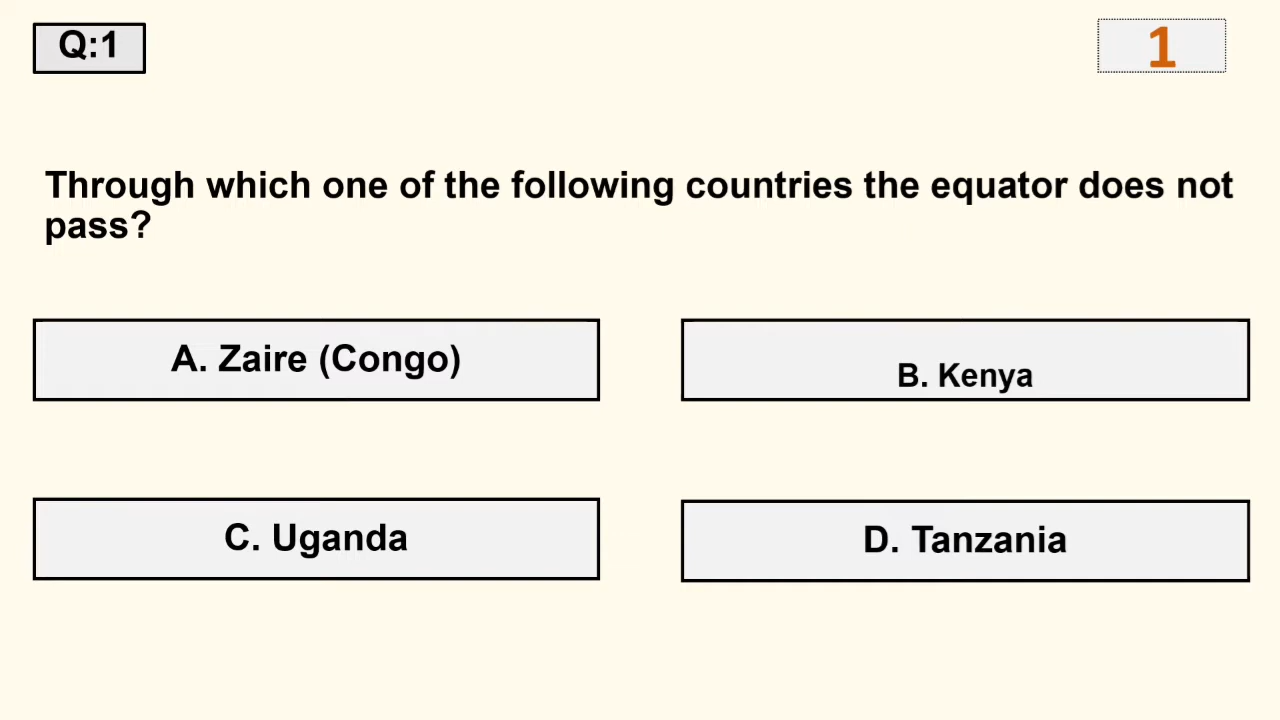 Q:1
1
Through which one of the following countries the equator does not
pass?
A. Zaire (Congo)
B. Kenya
C. Uganda
D. Tanzania